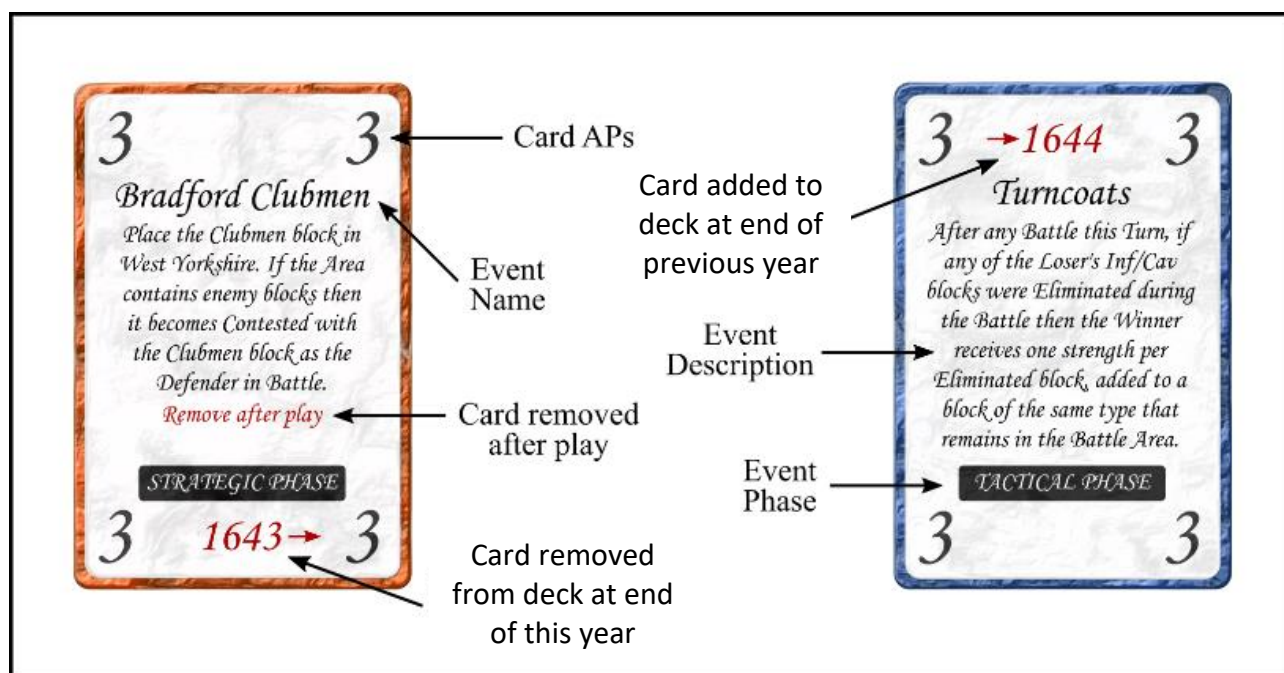 3 3
Bradford Clubmen
Place the Clubmen block in
West Yorkshire. If the Area
contains enemy blocks then
it becomes Contested with
the Clubmen block as the
Defender in Battle.
Remove after play
STRATEGIC PHASE
3 1643→ 3
Card APs
Event
Name
Card removed
after play
Card removed
from deck at end
of this year
Card added to
deck at end of
previous year
Event
Description
Event
Phase
3 →1644 3
Turncoats
After any Battle this Turn, if
any of the Loser's Inf/Cav
blocks were Eliminated during
the Battle then the Winner
receives one strength per
Eliminated block, added to a
block of the same type that
remains in the Battle Area.
TACTICAL PHASE
3 3